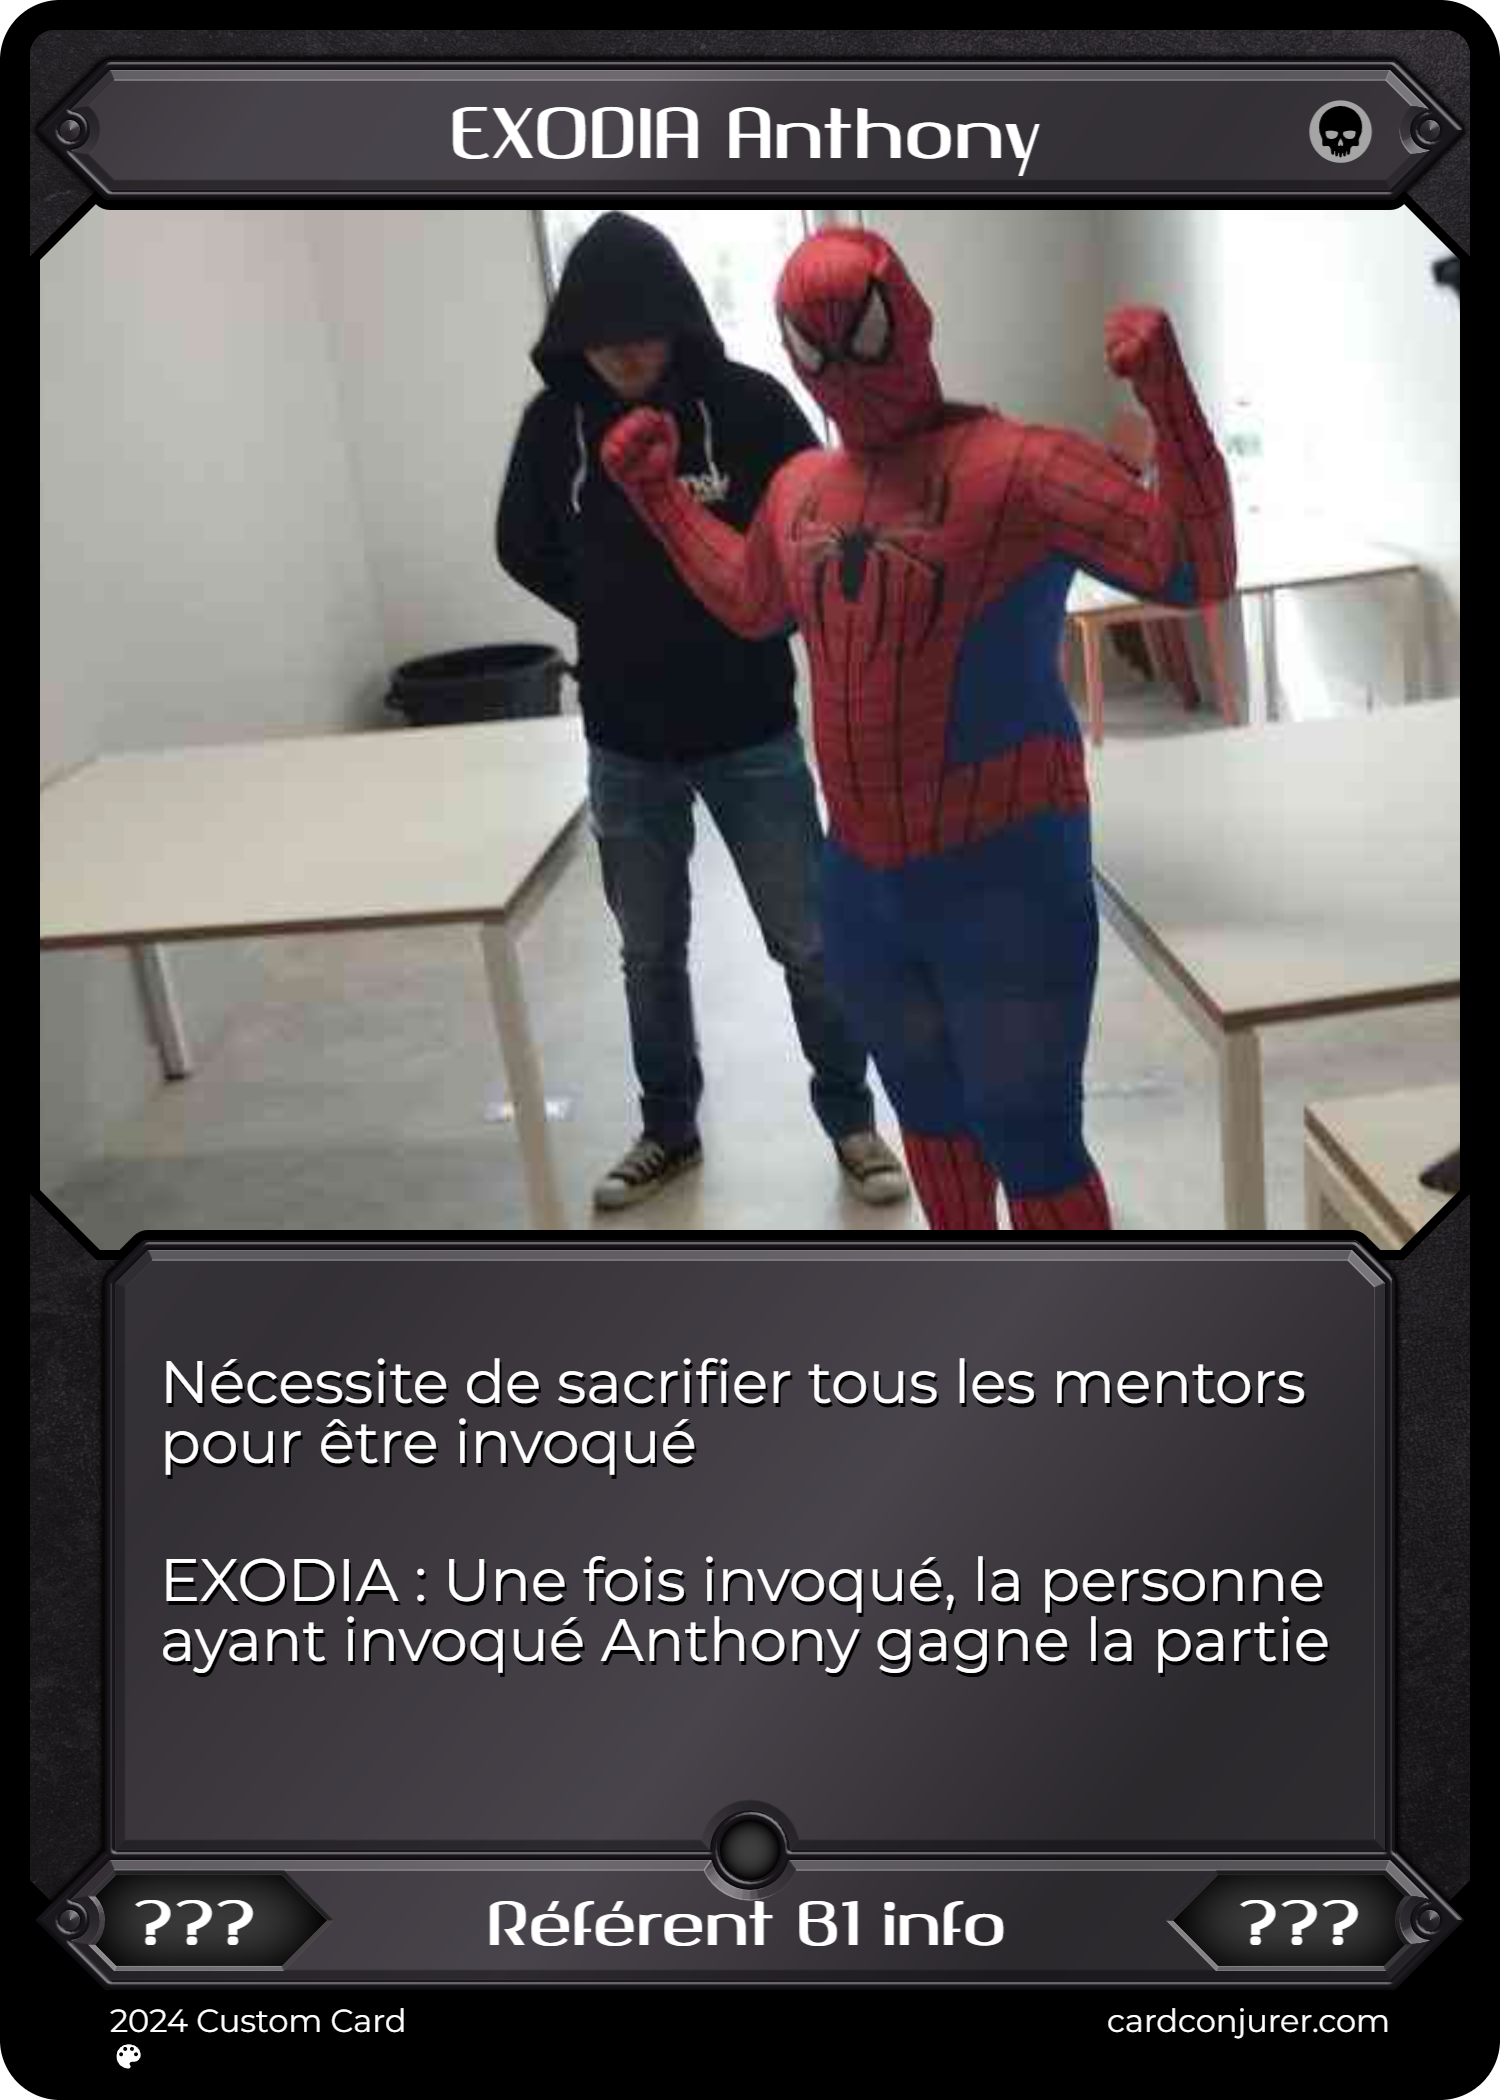 EXODIA Anthony
Nécessite de sacrifier tous les mentors
pour être invoqué
EXODIA : Une fois invoqué, la personne
ayant invoqué Anthony gagne la partie
???
Référent B1 info
???
2024 Custom Card
cardconjurer.com